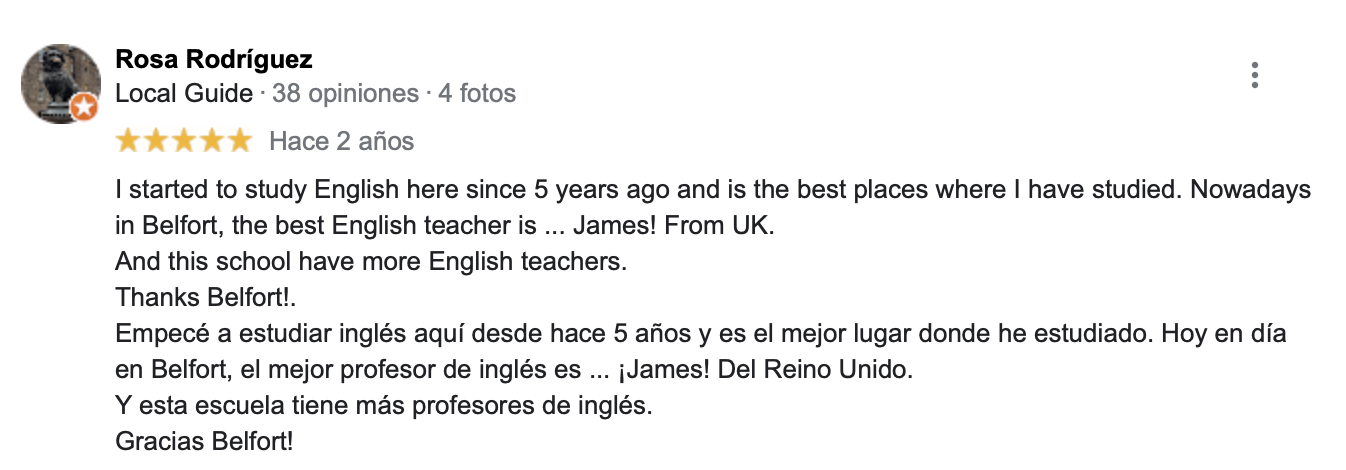 Rosa Rodríguez
Local Guide · 38 opiniones · 4 fotos
Hace 2 años
I started to study English here since 5 years ago and is the best places where I have studied. Nowadays
in Belfort, the best English teacher is ... James! From UK.
And this school have more English teachers.
Thanks Belfort!.
Empecé a estudiar inglés aquí desde hace 5 años y es el mejor lugar donde he estudiado. Hoy en día
en Belfort, el mejor profesor de inglés es ... ¡James! Del Reino Unido.
Y esta escuela tiene más profesores de inglés.
Gracias Belfort!